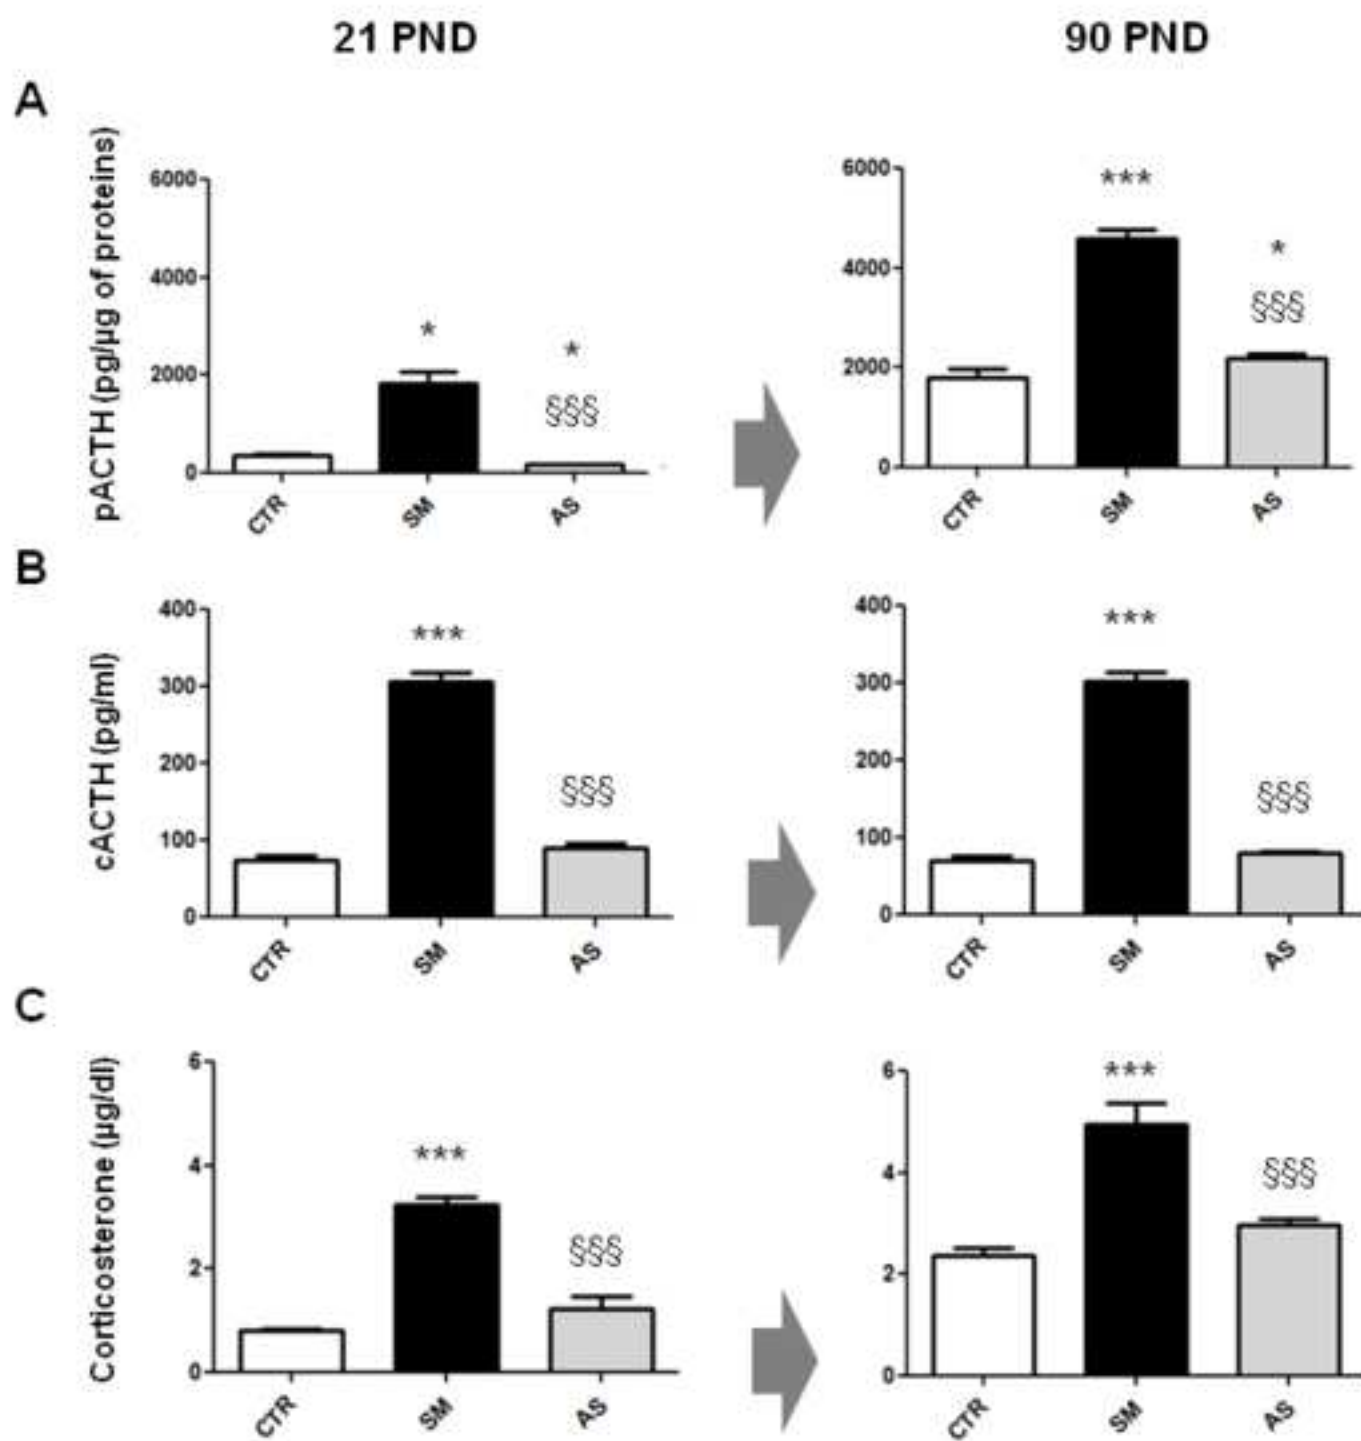 21 PND
90 PND
A
pACTH (pg/µg of proteins)
6000
4000
2000
0
*
*
§§§
CTR
SM
AS
6000
4000
2000
0
***
*
§§§
CTR
SM
AS
B
cACTH (pg/ml)
400
300
200
100
0
***
§§§
CTR
SM
AS
400
300
200
100
0
***
§§§
CTR
SM
AS
C
Corticosterone (µg/dl)
6
4
2
0
***
§§§
CTR
SM
AS
6
4
2
0
***
§§§
CTR
SM
AS